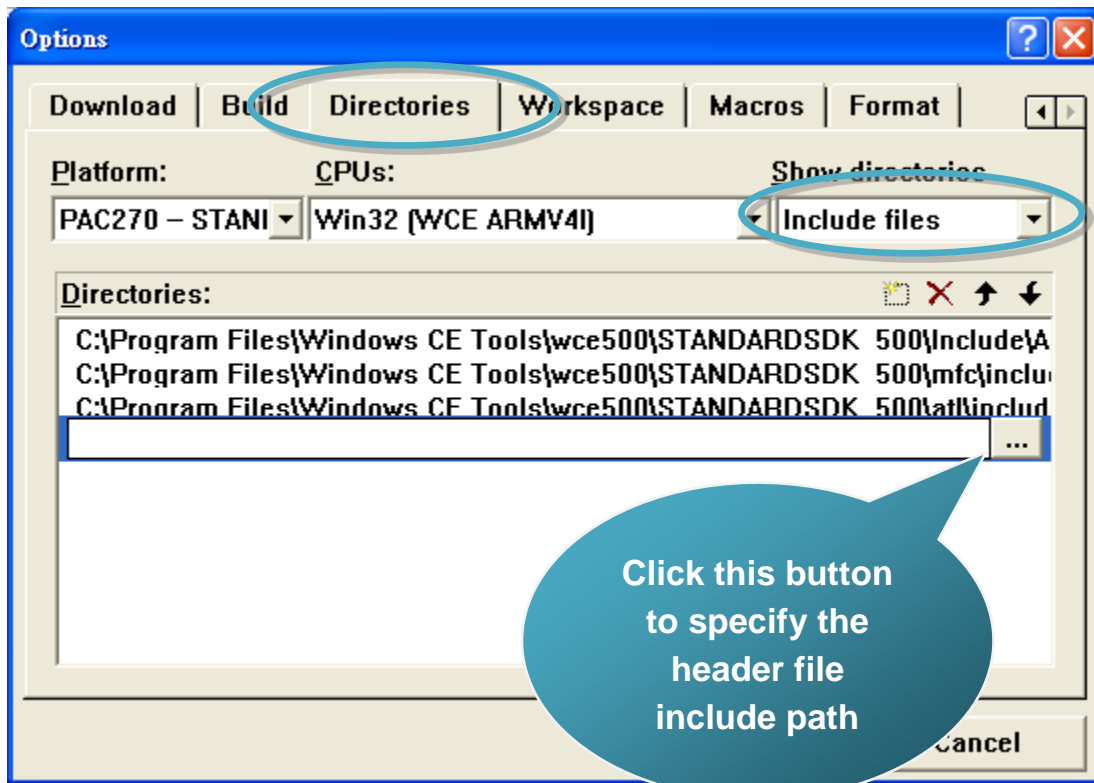 Options
Download Build Directories Workspace Macros Format
Platform: CPUs: Show directories
PAC270 – STANI Win32 (WCE ARMV4I) Include files
Directories:
C:\Program Files\Windows CE Tools\wce500\STANDARDSDK_500\Include\A
C:\Program Files\Windows CE Tools\wce500\STANDARDSDK_500\mfc\inclu
C:\Program Files\Windows CE Tools\wce500\STANDARDSDK_500\atl\includ
...
Click this button
to specify the
header file
include path
Cancel